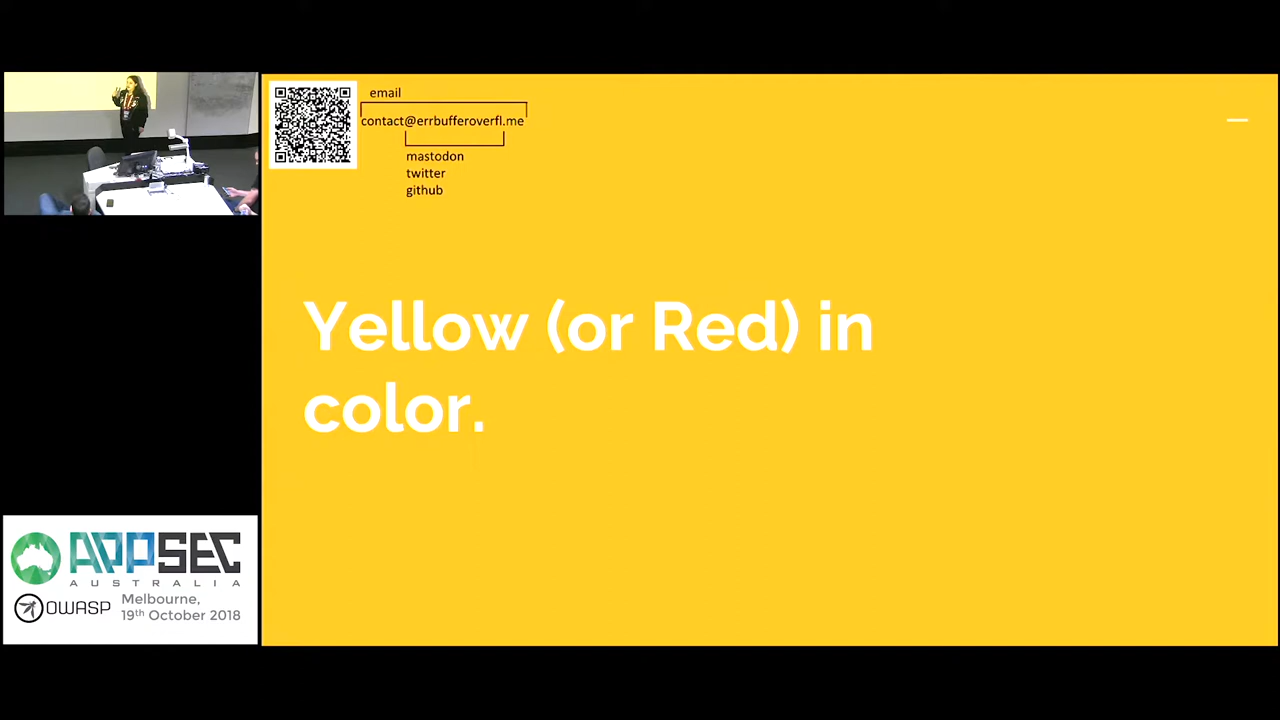 email
contact@errbufferoverfl.me
mastodon
twitter
github
Yellow (or Red) in
color.
APPSEC
AUSTRALIA
OWASP
Melbourne,
19th October 2018